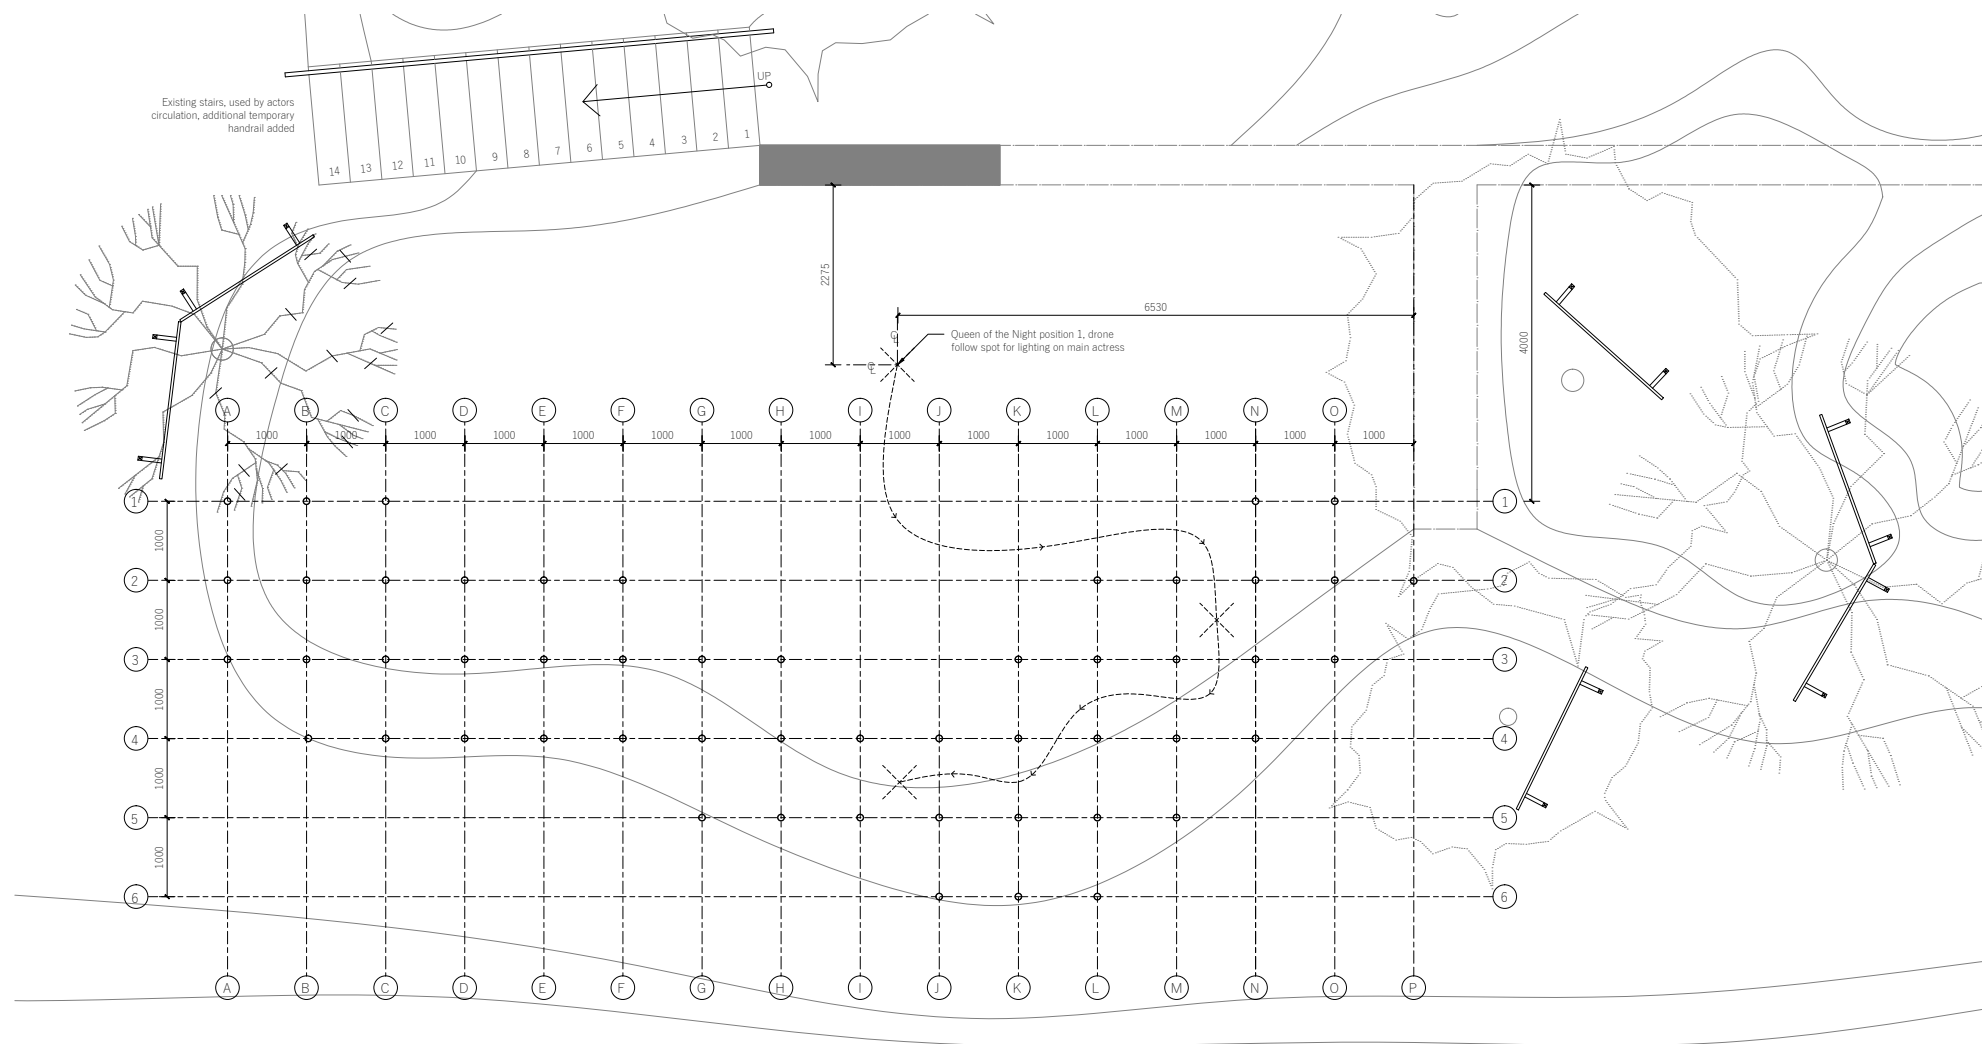 UP
Existing stairs, used by actors
circulation, additional temporary
handrail added
14 13 12 11 10 9 8 7 6 5 4 3 2 1
2275
6530
4000
Queen of the Night position 1, drone
follow spot for lighting on main actress
℄
℄
A B C D E F G H I J K L M N O
1000 1000 1000 1000 1000 1000 1000 1000 1000 1000 1000 1000 1000 1000 1000
1 1
1000
2 2
1000
3 3
1000
4 4
1000
5 5
1000
6 6
A B C D E F G H I J K L M N O P